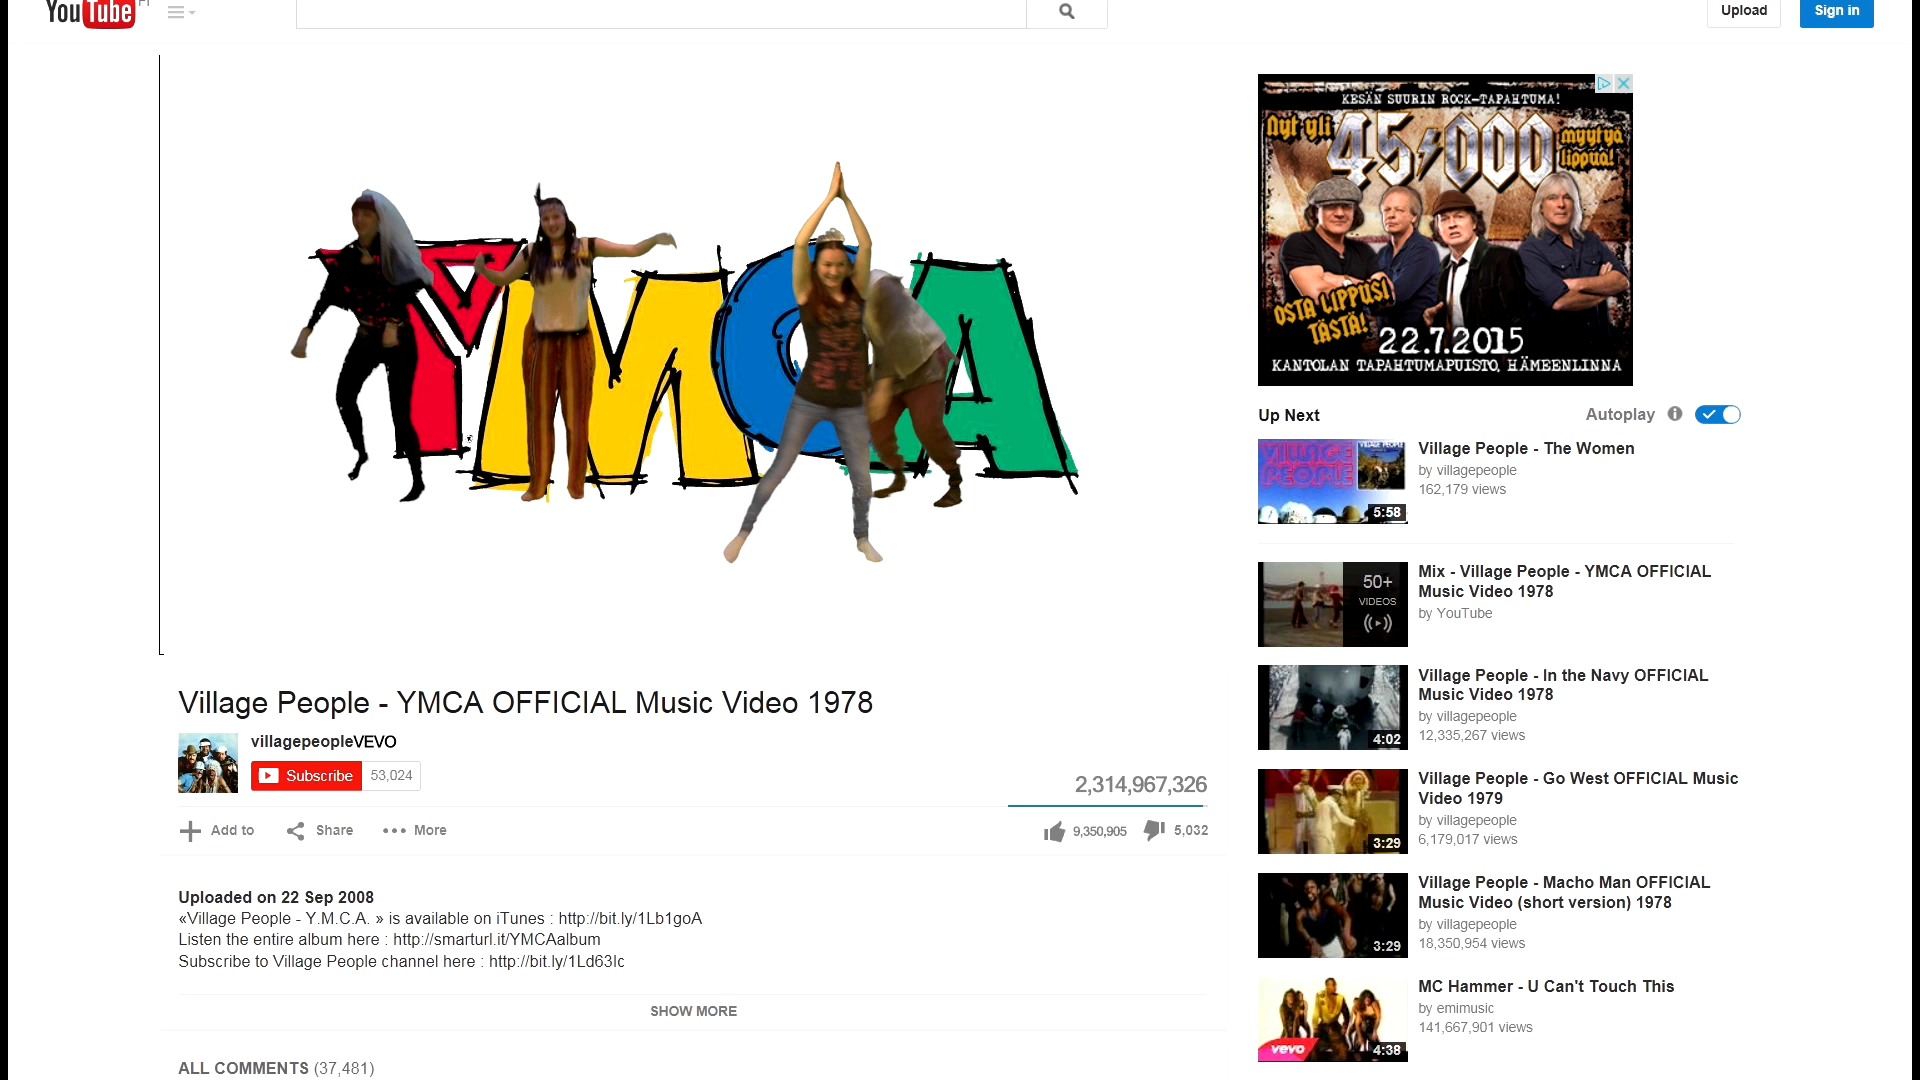 YouTube FI
Upload
Sign in
YMCA
KESÄN SUURIN ROCK-TAPAHTUMA!
Nyt yli 45 000 myytyä lippua!
OSTA LIPPUSI TÄSTÄ!
22.7.2015
KANTOLAN TAPAHTUMAPUISTO, HÄMEENLINNA
Up Next
Autoplay
VILLAGE PEOPLE
VILLAGE PEOPLE
5:58
Village People - The Women
by villagepeople
162,179 views
50+
VIDEOS
Mix - Village People - YMCA OFFICIAL
Music Video 1978
by YouTube
4:02
Village People - In the Navy OFFICIAL
Music Video 1978
by villagepeople
12,335,267 views
3:29
Village People - Go West OFFICIAL Music
Video 1979
by villagepeople
6,179,017 views
3:29
Village People - Macho Man OFFICIAL
Music Video (short version) 1978
by villagepeople
18,350,954 views
vevo
4:38
MC Hammer - U Can't Touch This
by emimusic
141,667,901 views
Village People - YMCA OFFICIAL Music Video 1978
villagepeopleVEVO
Subscribe 53,024
2,314,967,326
Add to Share More
9,350,905 5,032
Uploaded on 22 Sep 2008
«Village People - Y.M.C.A. » is available on iTunes : http://bit.ly/1Lb1goA
Listen the entire album here : http://smarturl.it/YMCAalbum
Subscribe to Village People channel here : http://bit.ly/1Ld63lc
SHOW MORE
ALL COMMENTS (37,481)